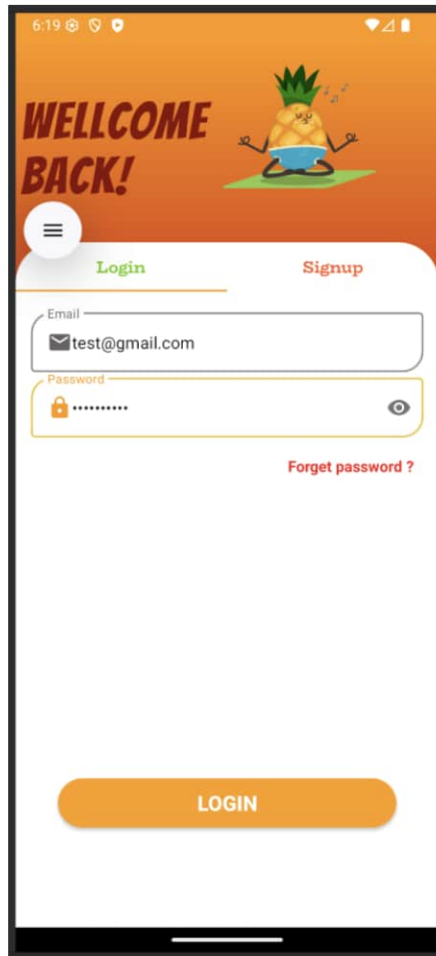 6:19
WELLCOME
BACK!
Login Signup
Email
test@gmail.com
Password
••••••••••
Forget password ?
LOGIN